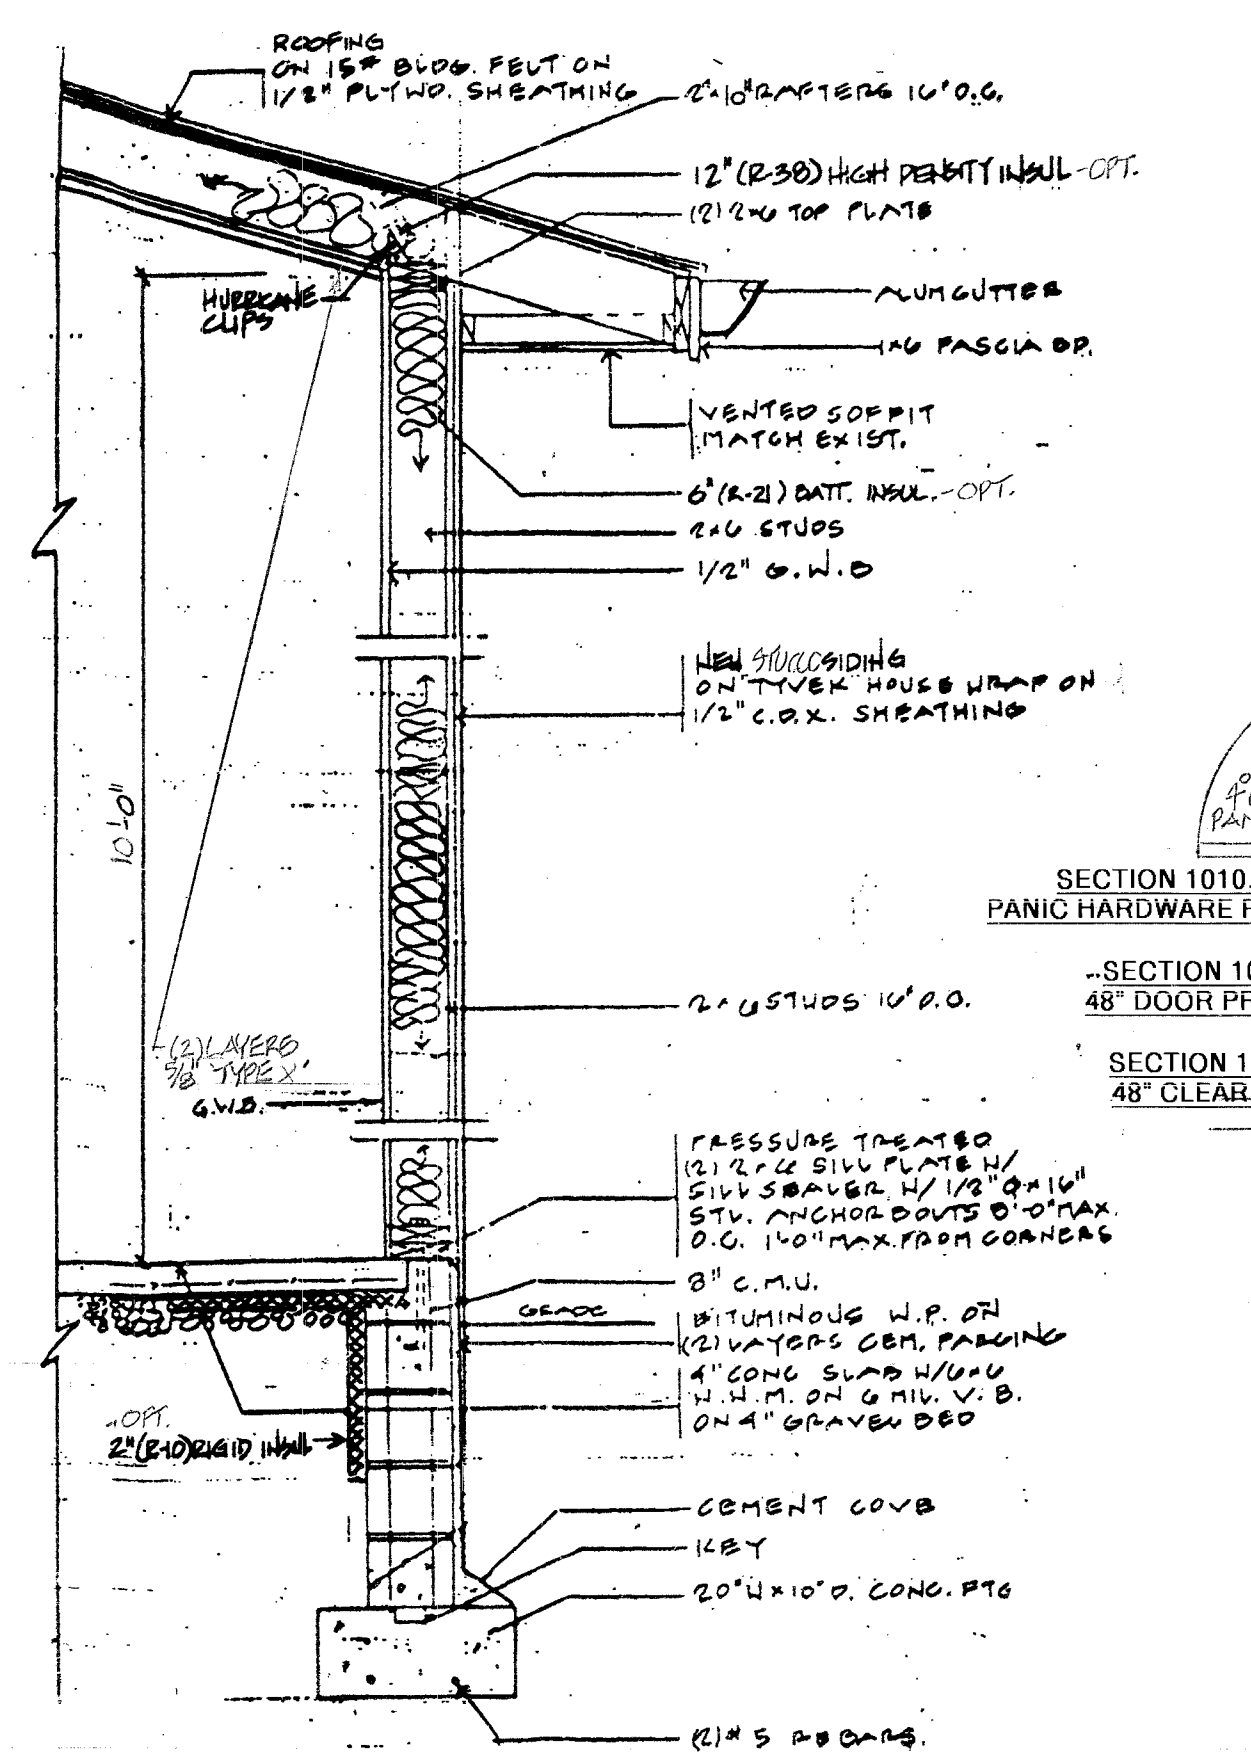 ROOFING
ON 15# BLDG. FELT ON
1/2" PLYWD. SHEATHING
2"x10" RAFTERS 16" O.C.
12" (R-38) HIGH DENSITY INSUL-OPT.
(2) 2x6 TOP PLATE
HURRICANE
CLIPS
ALUM GUTTER
1x6 FASCIA BD.
VENTED SOFFIT
MATCH EXIST.
6" (R-21) BATT. INSUL.-OPT.
2x6 STUDS
1/2" G.W.B
NEW STUCCO SIDING
ON "TYVEK" HOUSE WRAP ON
1/2" C.D.X. SHEATHING
10'-0"
4°
PAN
SECTION 1010.
PANIC HARDWARE F
SECTION 10
48" DOOR PR
SECTION 1
48" CLEAR
2x6 STUDS 16" O.C.
(2) LAYERS
5/8" TYPE 'X'
G.W.B.
PRESSURE TREATED
(2) 2x6 SILL PLATE W/
SILL SEALER W/ 1/2" Øx16"
STL. ANCHOR BOLTS 8'-0" MAX.
O.C. 1'-0" MAX. FROM CORNERS
8" C.M.U.
GRADE
BITUMINOUS W.P. ON
(2) LAYERS CEM. PARGING
4" CONC SLAB W/6x6
W.W.M. ON 6 MIL. V.B.
ON 4" GRAVEL BED
-OPT.
2" (R-10) RIGID INSUL
CEMENT COVE
KEY
20" W x 10" D. CONC. FTG
(2) # 5 REBARS.